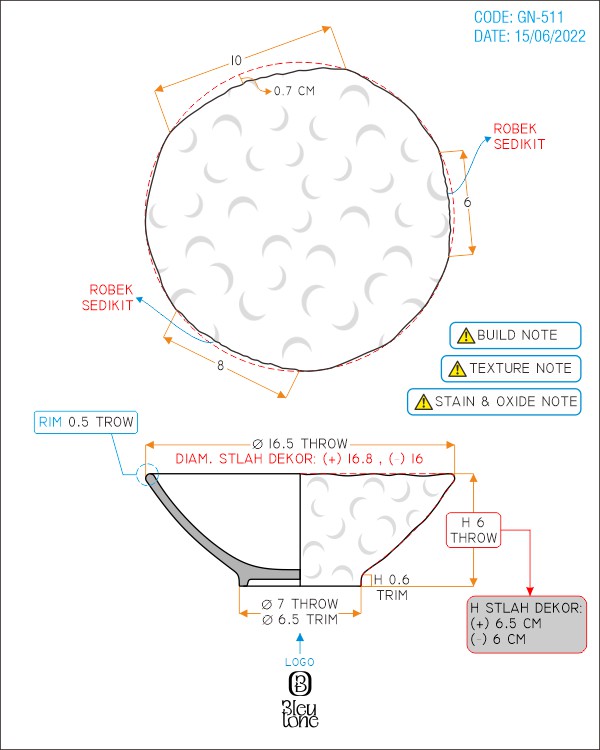 CODE: GN-511
DATE: 15/06/2022
10
0.7 CM
ROBEK
SEDIKIT
6
ROBEK
SEDIKIT
8
BUILD NOTE
TEXTURE NOTE
STAIN & OXIDE NOTE
RIM 0.5 TROW
Ø 16.5 THROW
DIAM. STLAH DEKOR: (+) 16.8 , (-) 16
H 6
THROW
H 0.6
TRIM
Ø 7 THROW
Ø 6.5 TRIM
H STLAH DEKOR:
(+) 6.5 CM
(-) 6 CM
LOGO
B
Bleu
tone